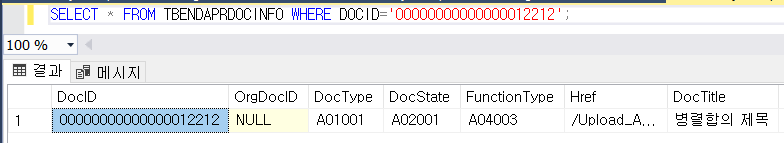 SELECT * FROM TBENDAPRDOCINFO WHERE DOCID='00000000000000012212';
100 %
결과 메시지
DocID OrgDocID DocType DocState FunctionType Href DocTitle
1 00000000000000012212 NULL A01001 A02001 A04003 /Upload_A... 병렬합의 제목